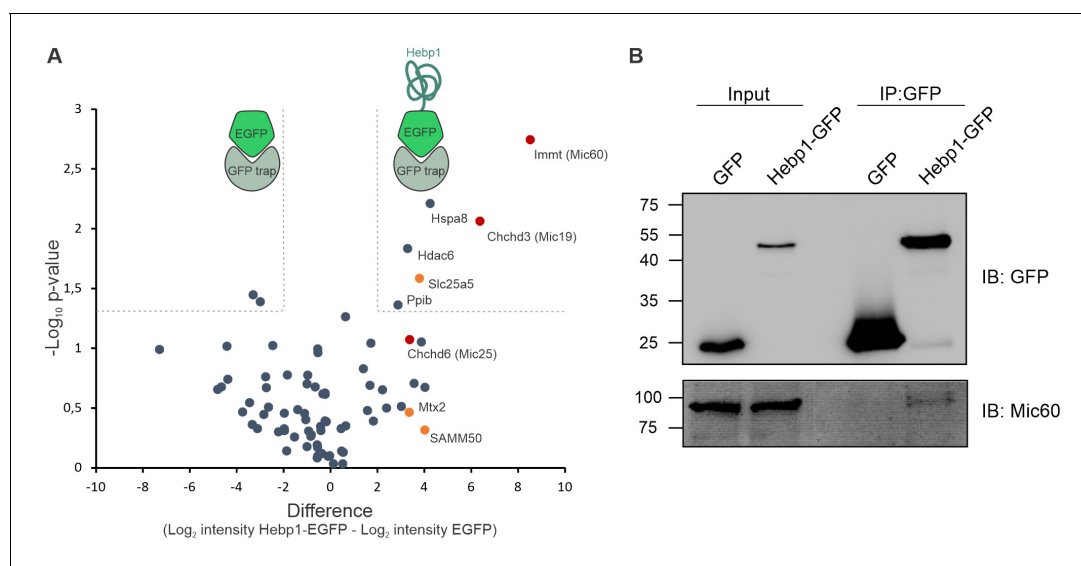 A
Hebp1
EGFP
GFP trap
EGFP
GFP trap
-Log10 p-value
3
2,5
2
1,5
1
0,5
0
Immt (Mic60)
Hspa8
Chchd3 (Mic19)
Hdac6
Slc25a5
Ppib
Chchd6 (Mic25)
Mtx2
SAMM50
-10 -8 -6 -4 -2 0 2 4 6 8 10
Difference
(Log2 intensity Hebp1-EGFP - Log2 intensity EGFP)
B
Input IP:GFP
GFP Hebp1-GFP GFP Hebp1-GFP
75
55
40
35
25
IB: GFP
100
75
IB: Mic60